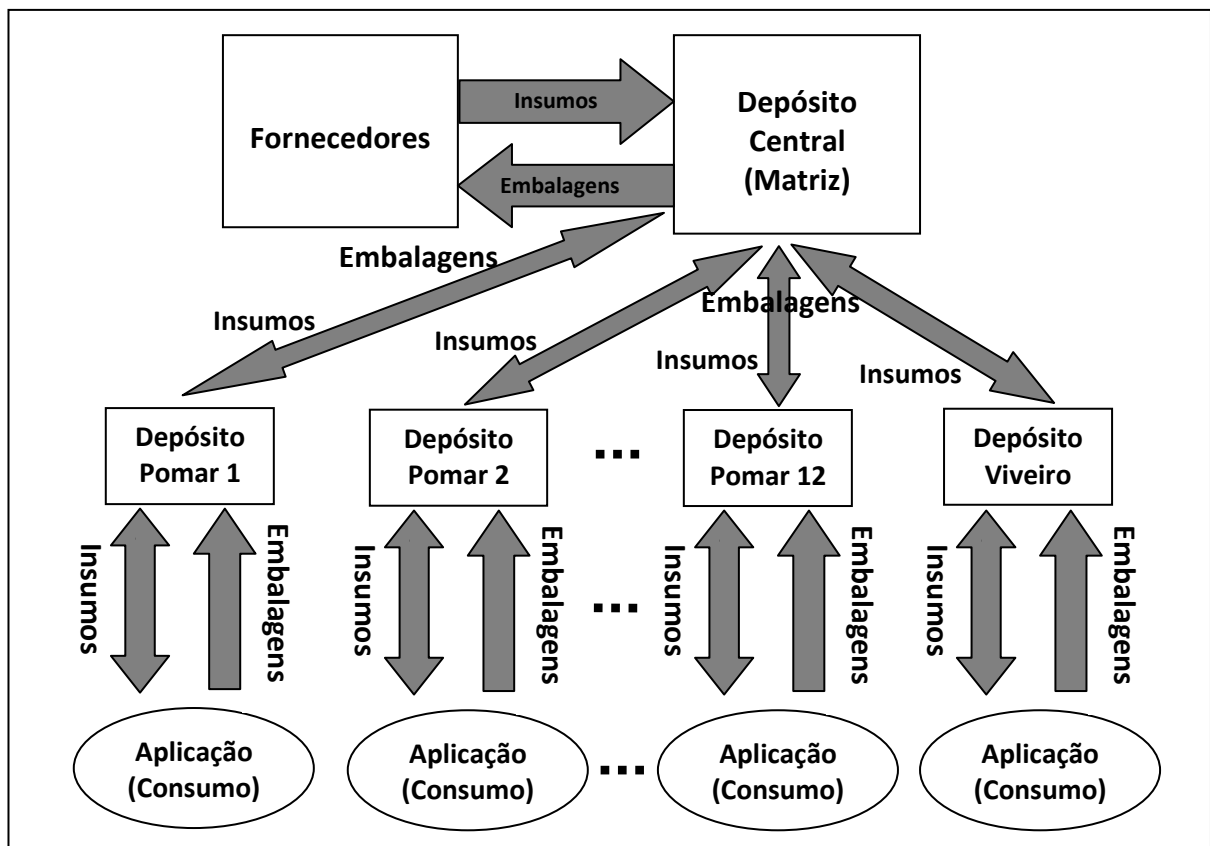 Fornecedores
Insumos
Embalagens
Depósito
Central
(Matriz)
Embalagens
Insumos
Insumos
Embalagens
Insumos
Insumos
Depósito
Pomar 1
Depósito
Pomar 2
...
Depósito
Pomar 12
Depósito
Viveiro
Insumos
Embalagens
Insumos
Embalagens
...
Insumos
Embalagens
Insumos
Embalagens
Aplicação
(Consumo)
Aplicação
(Consumo)
...
Aplicação
(Consumo)
Aplicação
(Consumo)